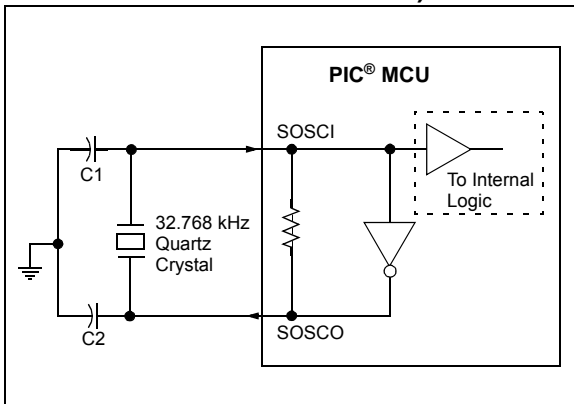 PIC® MCU
SOSCI
C1
To Internal
Logic
32.768 kHz
Quartz
Crystal
SOSCO
C2